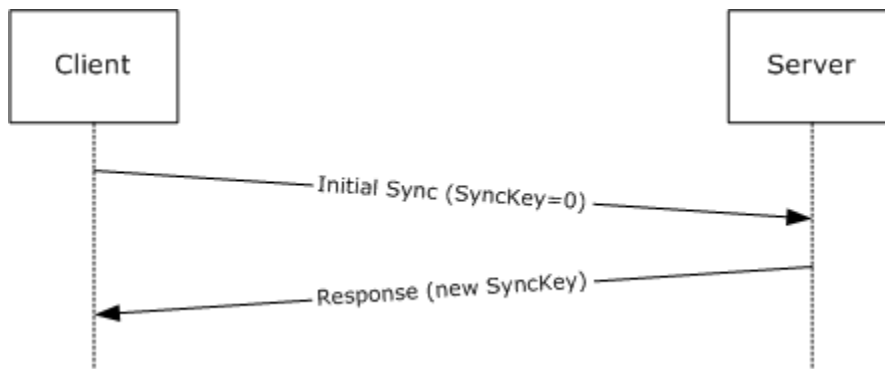 Client
Server
Initial Sync (SyncKey=0)
Response (new SyncKey)